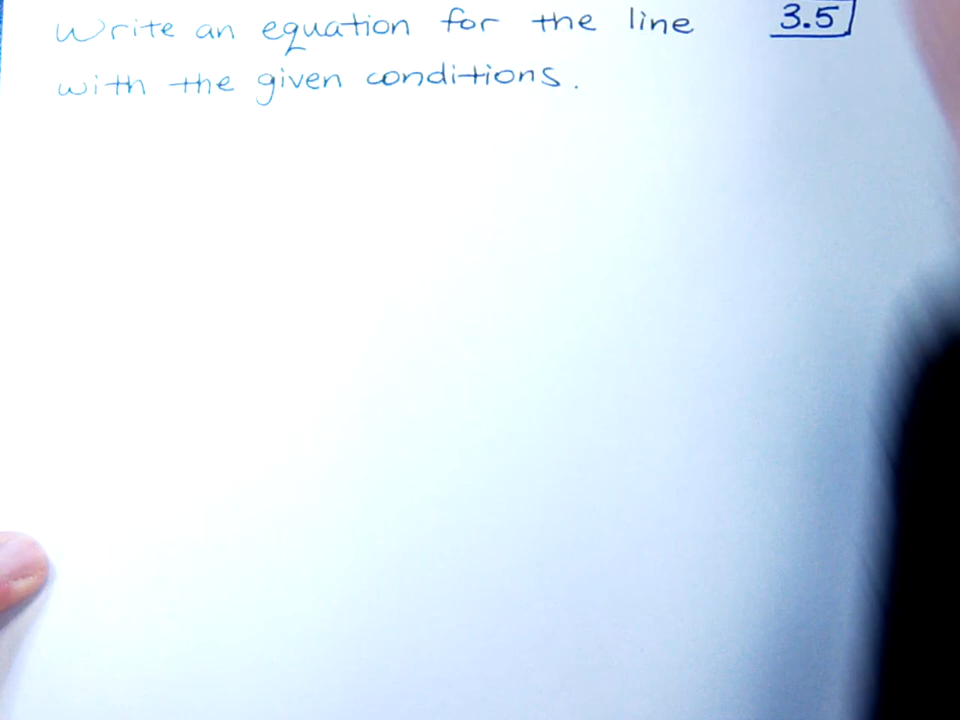 Write an equation for the line 3.5
with the given conditions.